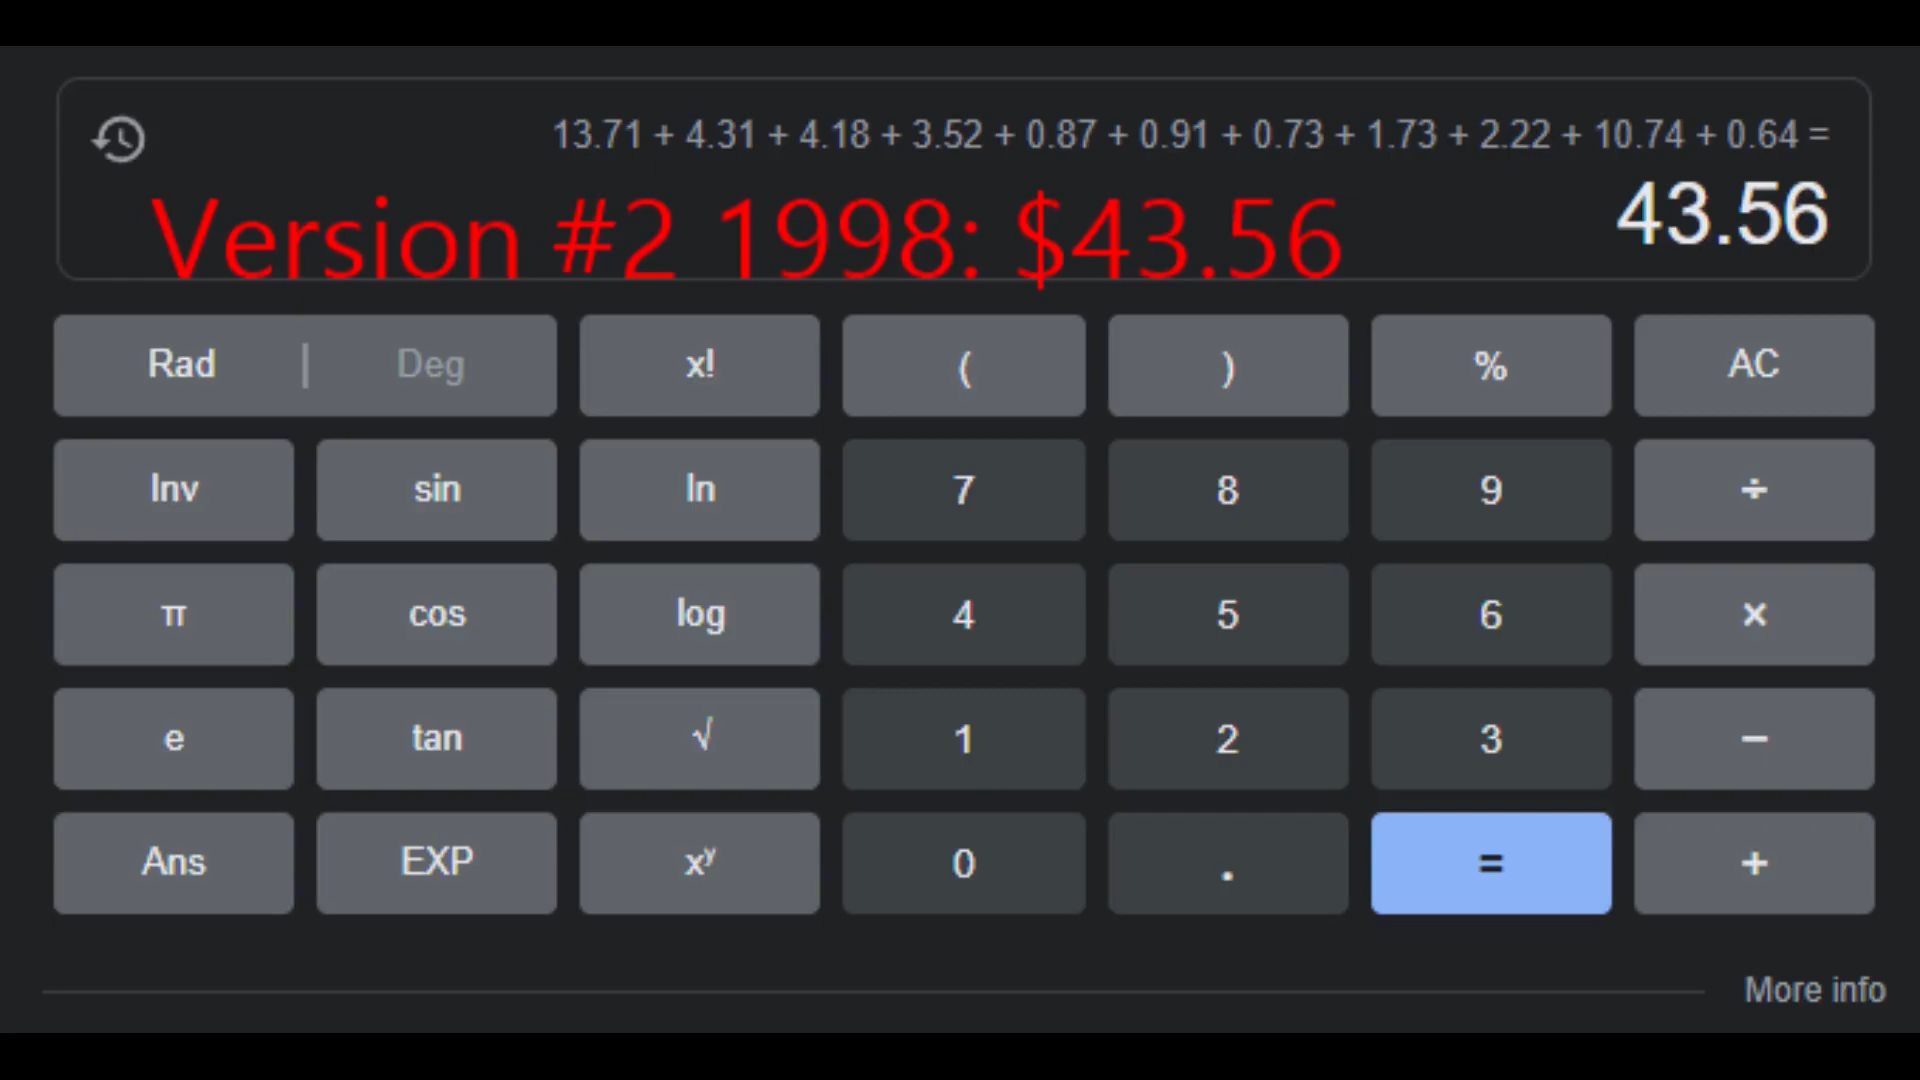 13.71 + 4.31 + 4.18 + 3.52 + 0.87 + 0.91 + 0.73 + 1.73 + 2.22 + 10.74 + 0.64 =
Version #2 1998: $43.56 43.56
Rad | Deg x! ( ) % AC
Inv sin ln 7 8 9 ÷
π cos log 4 5 6 ×
e tan √ 1 2 3 −
Ans EXP xʸ 0 . = +
More info